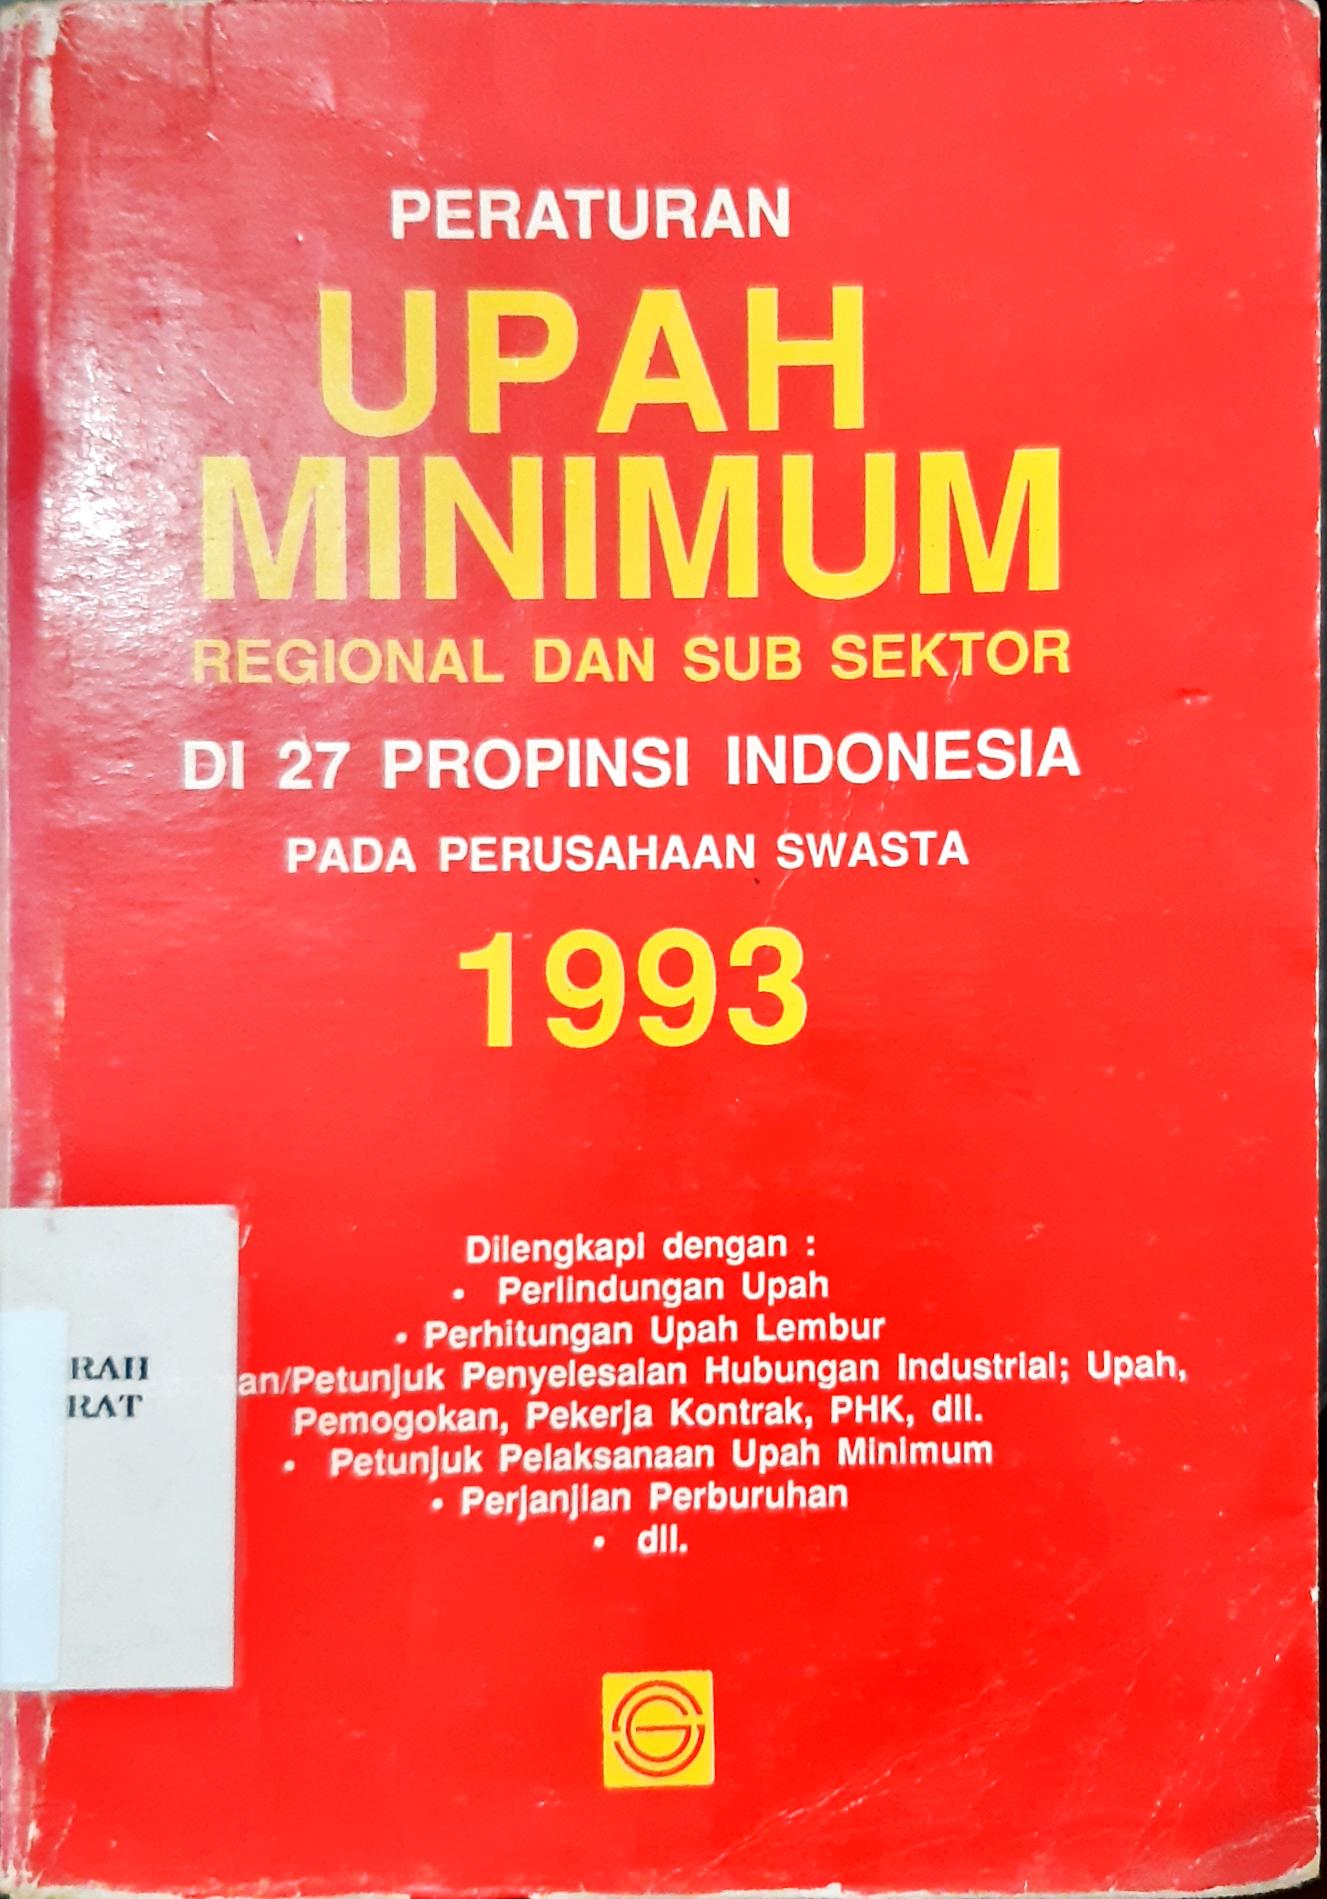 PERATURAN
UPAH
MINIMUM
REGIONAL DAN SUB SEKTOR
DI 27 PROPINSI INDONESIA
PADA PERUSAHAAN SWASTA
1993
Dilengkapi dengan :
• Perlindungan Upah
• Perhitungan Upah Lembur
an/Petunjuk Penyelesaian Hubungan Industrial; Upah,
Pemogokan, Pekerja Kontrak, PHK, dll.
• Petunjuk Pelaksanaan Upah Minimum
• Perjanjian Perburuhan
• dll.
RAH
RAT